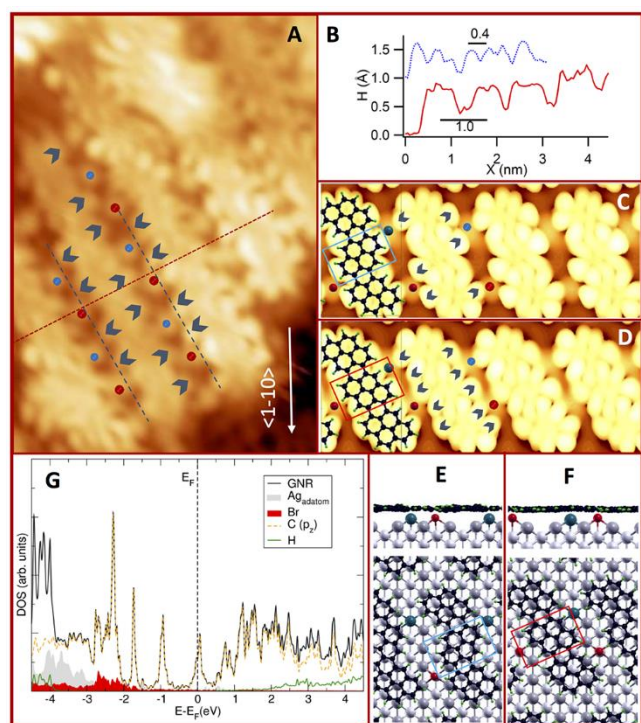 A
<1-10>
B
H (Å)
1.5
1.0
0.5
0.0
0.4
1.0
0
1
2
3
4
X (nm)
C
D
G
E_F
GNR
Ag_adatom
Br
C (p_z)
H
DOS (arb. units)
-4
-3
-2
-1
0
1
2
3
4
E-E_F(eV)
E
F